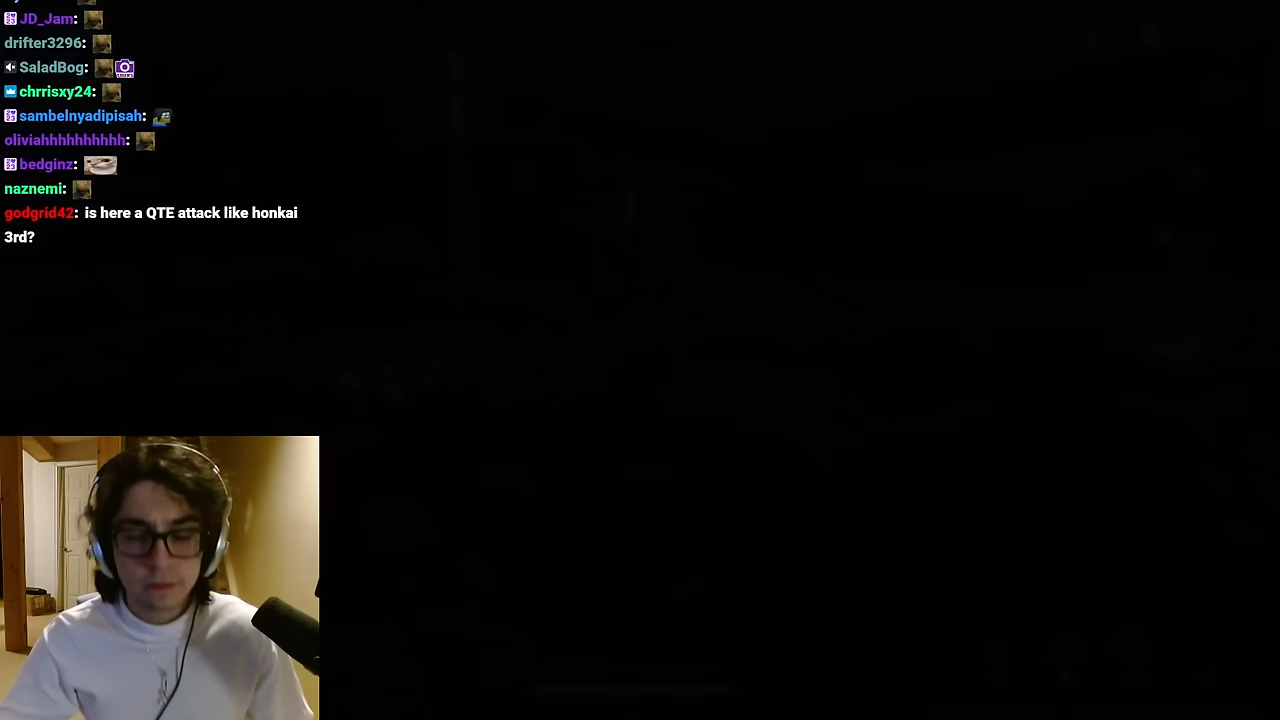 JD_Jam:
drifter3296:
SaladBog:
chrrisxy24:
sambelnyadipisah:
oliviahhhhhhhhhh:
bedginz:
naznemi:
godgrid42: is here a QTE attack like honkai
3rd?